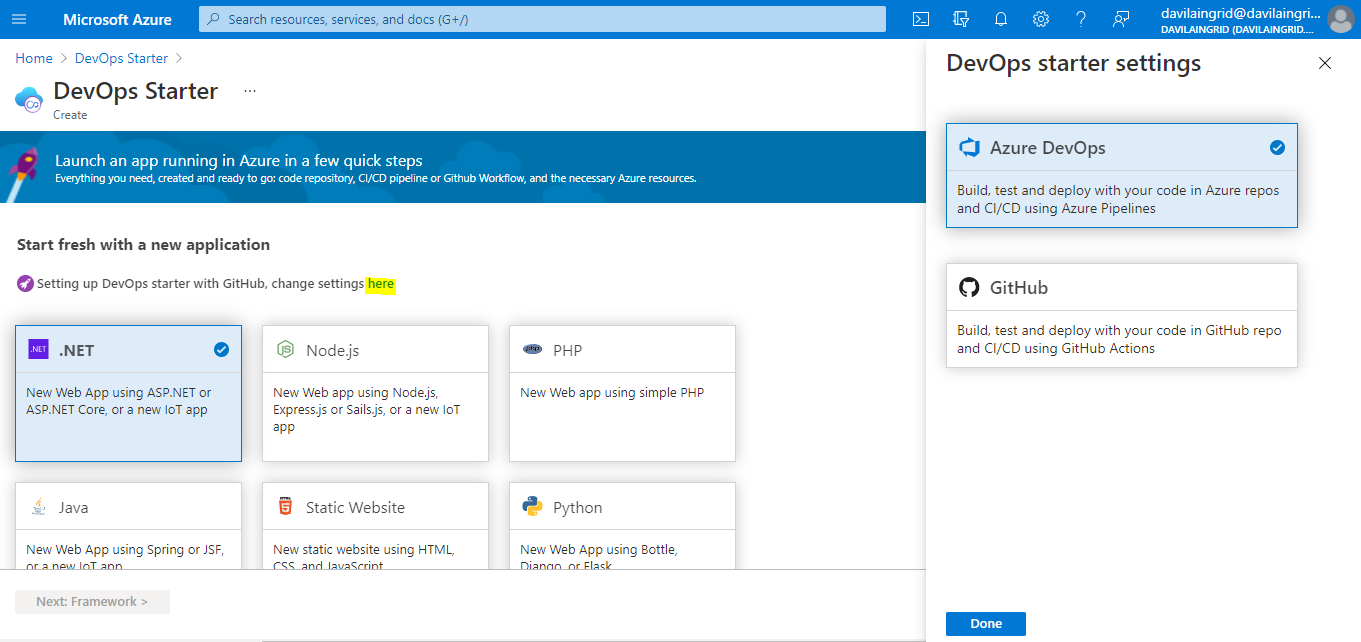 Microsoft Azure
Search resources, services, and docs (G+/)
davilaingrid@davilaingri...
DAVILAINGRID (DAVILAINGRID....
Home > DevOps Starter >
DevOps Starter ...
Create
Launch an app running in Azure in a few quick steps
Everything you need, created and ready to go: code repository, CI/CD pipeline or Github Workflow, and the necessary Azure resources.
Start fresh with a new application
Setting up DevOps starter with GitHub, change settings here
.NET
.NET
New Web App using ASP.NET or
ASP.NET Core, or a new IoT app
Node.js
New Web app using Node.js,
Express.js or Sails.js, or a new IoT
app
php
PHP
New Web app using simple PHP
Java
New Web App using Spring or JSF,
or a new IoT app
Static Website
New static website using HTML,
CSS, and JavaScript
Python
New Web App using Bottle,
Django, or Flask
Next: Framework >
DevOps starter settings
Azure DevOps
Build, test and deploy with your code in Azure repos
and CI/CD using Azure Pipelines
GitHub
Build, test and deploy with your code in GitHub repo
and CI/CD using GitHub Actions
Done